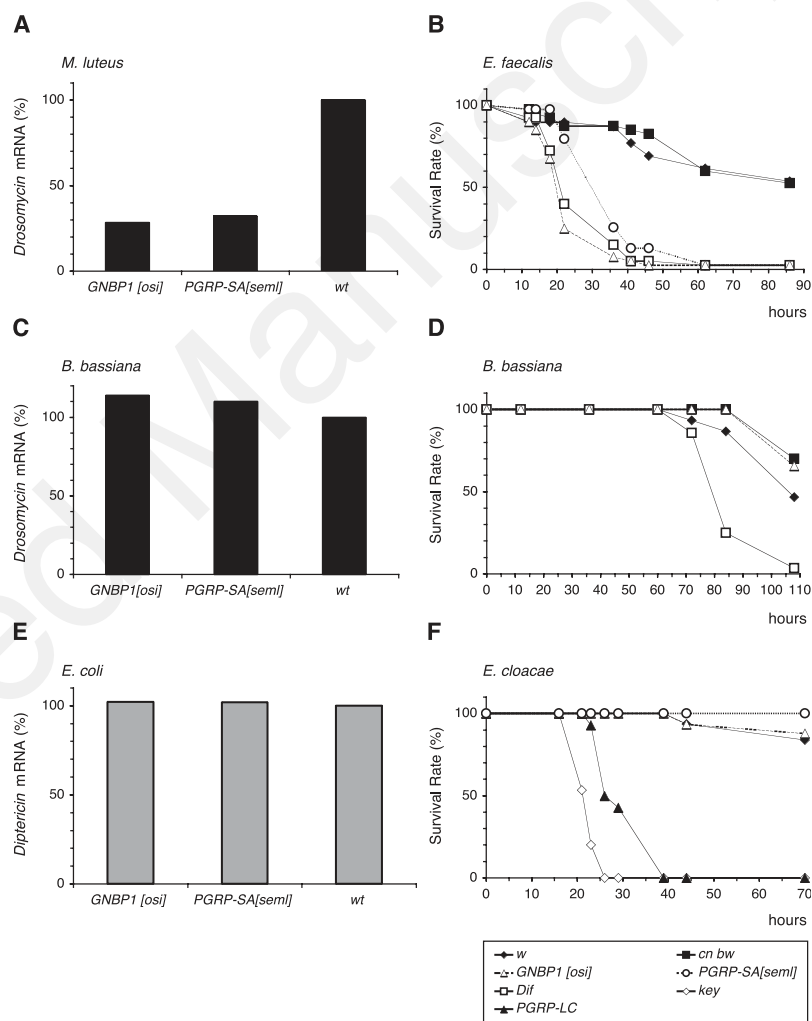 ed Manuscri
A
M. luteus
Drosomycin mRNA (%)
100
50
0
GNBP1 [osi] PGRP-SA[seml] wt
B
E. faecalis
Survival Rate (%)
100
50
0
0 10 20 30 40 50 60 70 80 90
hours
C
B. bassiana
Drosomycin mRNA (%)
100
50
0
GNBP1[osi] PGRP-SA[seml] wt
D
B. bassiana
Survival Rate (%)
100
50
0
0 10 20 30 40 50 60 70 80 90 100 110
hours
E
E. coli
Diptericin mRNA (%)
100
50
0
GNBP1 [osi] PGRP-SA[seml] wt
F
E. cloacae
Survival Rate (%)
100
50
0
0 10 20 30 40 50 60 70
hours
w cn bw
GNBP1 [osi] PGRP-SA[seml]
Dif key
PGRP-LC